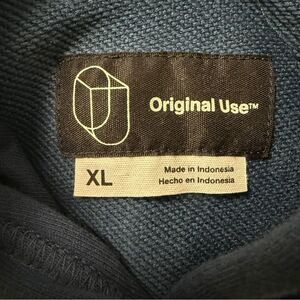 Original Use™
XL
Made in Indonesia
Hecho en Indonesia